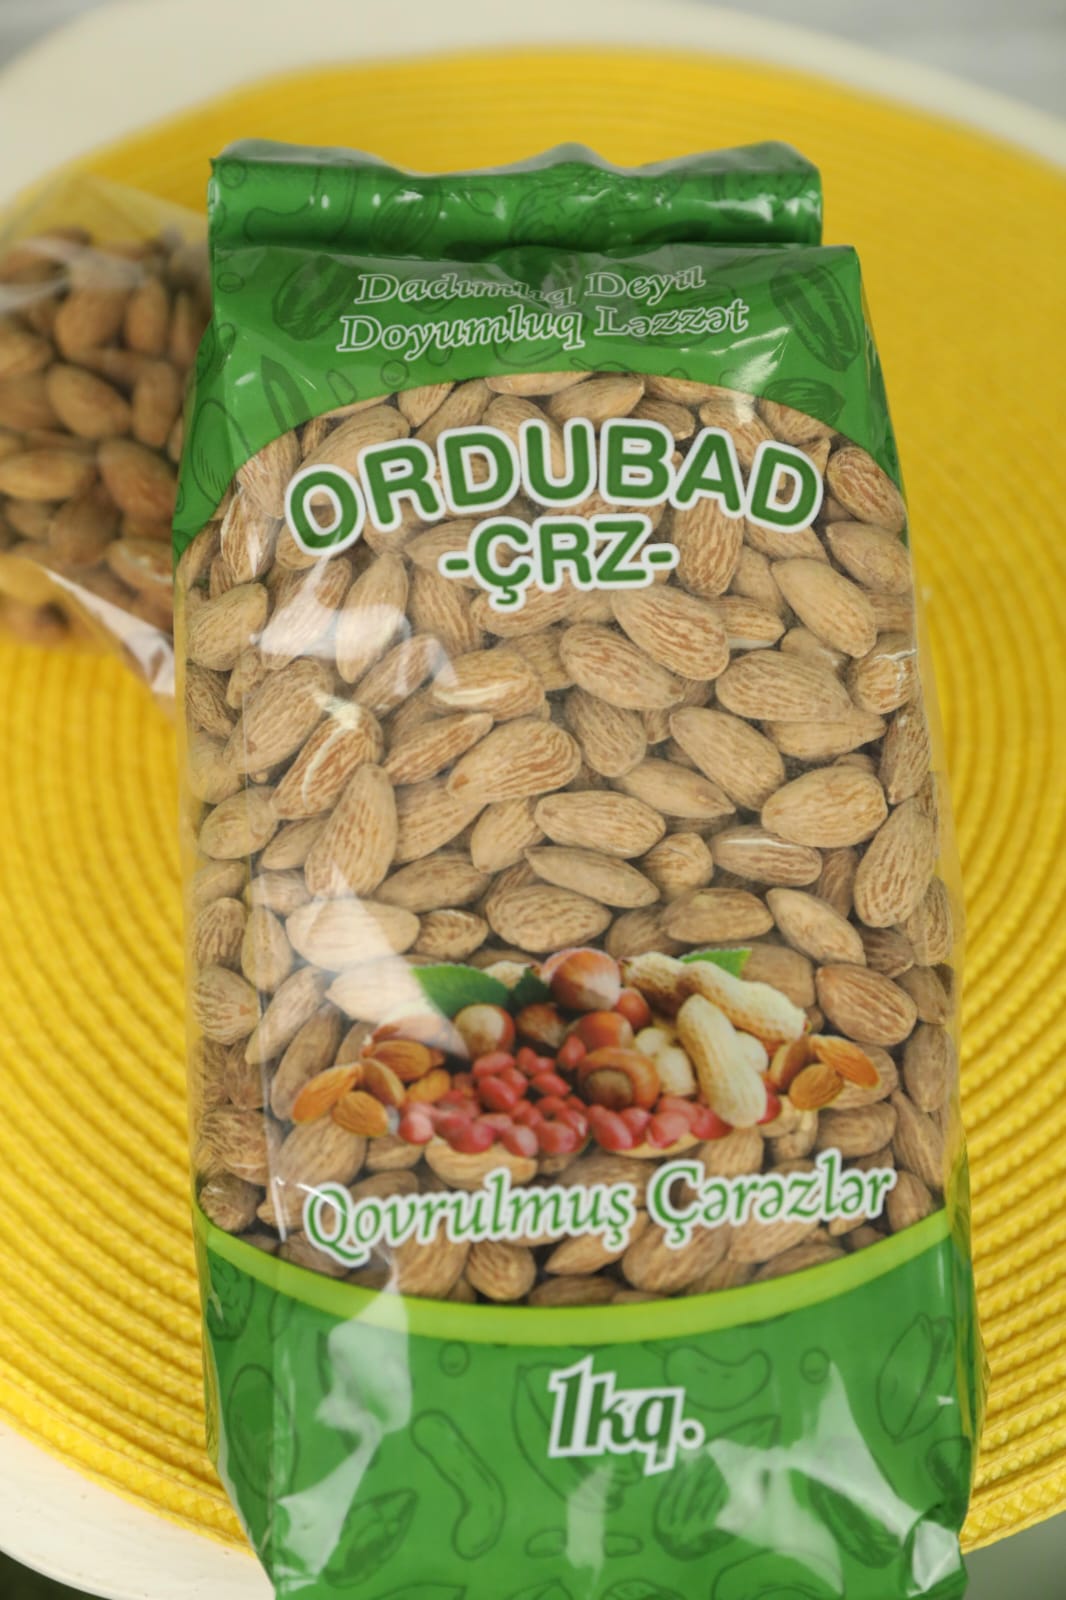 Dadımlıq Deyil
Doyumluq Ləzzət
ORDUBAD
-ÇRZ-
Qovrulmuş Çərəzlər
1kq.